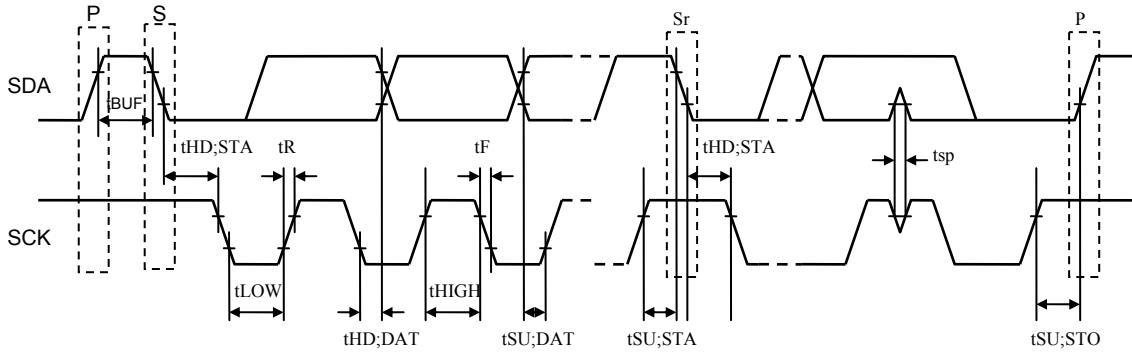 P S Sr P
SDA
tBUF
tHD;STA tR tF tHD;STA tsp
SCK
tLOW tHIGH
tHD;DAT tSU;DAT tSU;STA tSU;STO